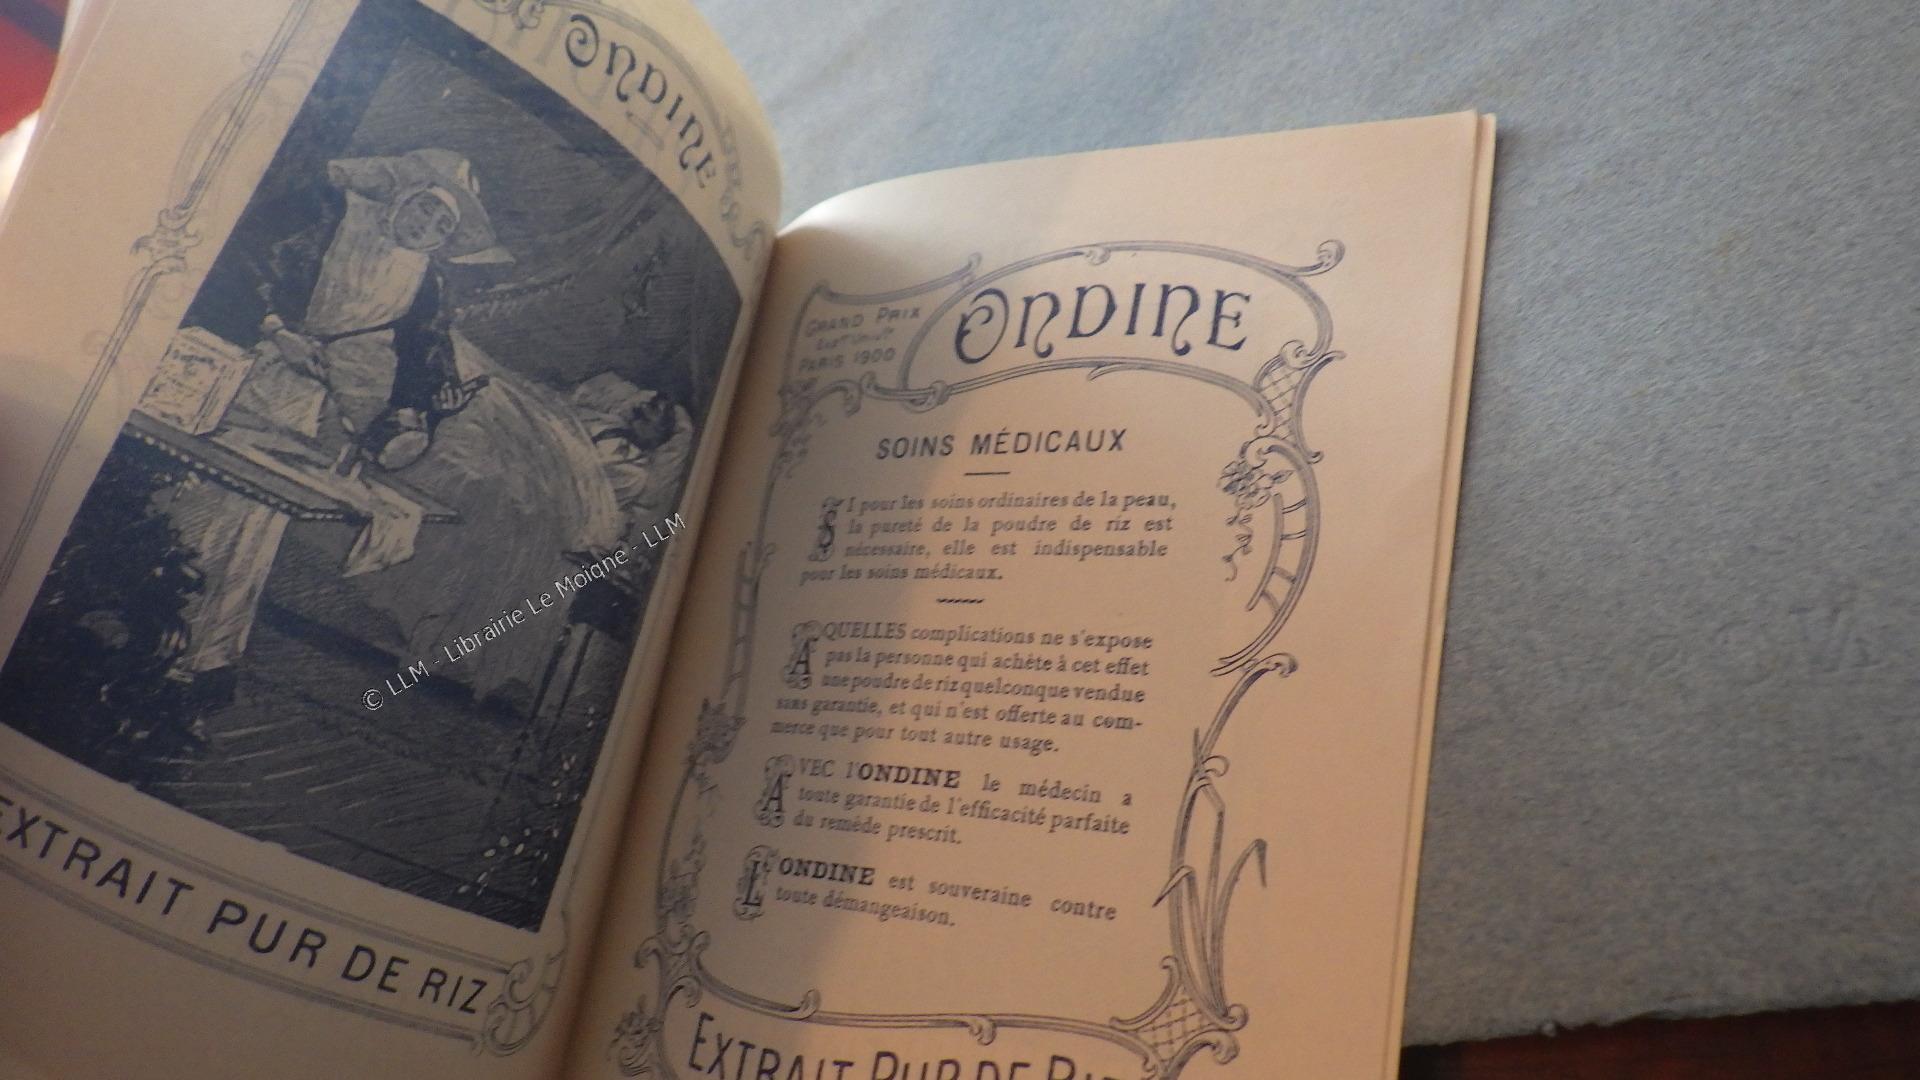 ONDINE
EXTRAIT PUR DE RIZ
© LLM - Librairie Le Moigne - LLM
GRAND PRIX
PARIS 1900
ONDINE
SOINS MÉDICAUX
SI pour les soins ordinaires de la peau,
la pureté de la poudre de riz est
nécessaire, elle est indispensable
pour les soins médicaux.
A QUELLES complications ne s'expose
pas la personne qui achète à cet effet
une poudre de riz quelconque vendue
sans garantie, et qui n'est offerte au com-
merce que pour tout autre usage.
AVEC l'ONDINE le médecin a
toute garantie de l'efficacité parfaite
du remède prescrit.
L'ONDINE est souveraine contre
toute démangeaison.
EXTRAIT PUR DE RIZ